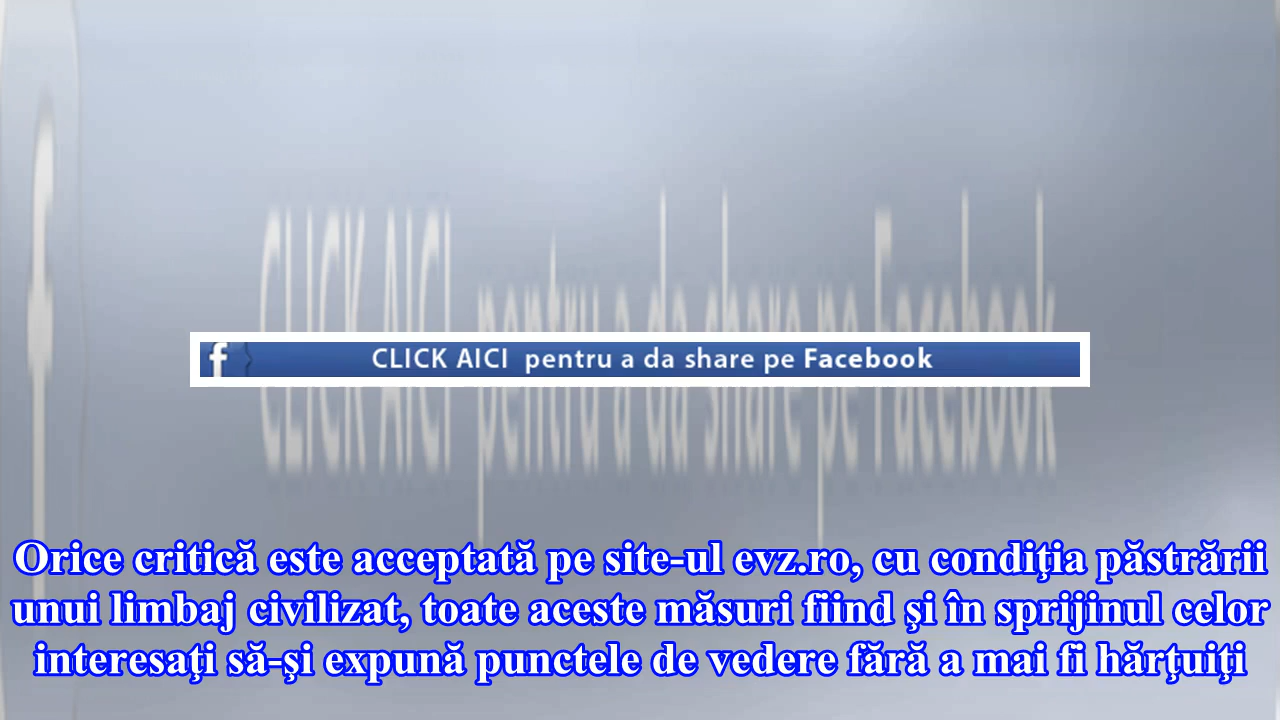 CLICK AICI pentru a da share pe Facebook
Orice critică este acceptată pe site-ul evz.ro, cu condiţia păstrării
unui limbaj civilizat, toate aceste măsuri fiind şi în sprijinul celor
interesaţi să-şi expună punctele de vedere fără a mai fi hărţuiţi